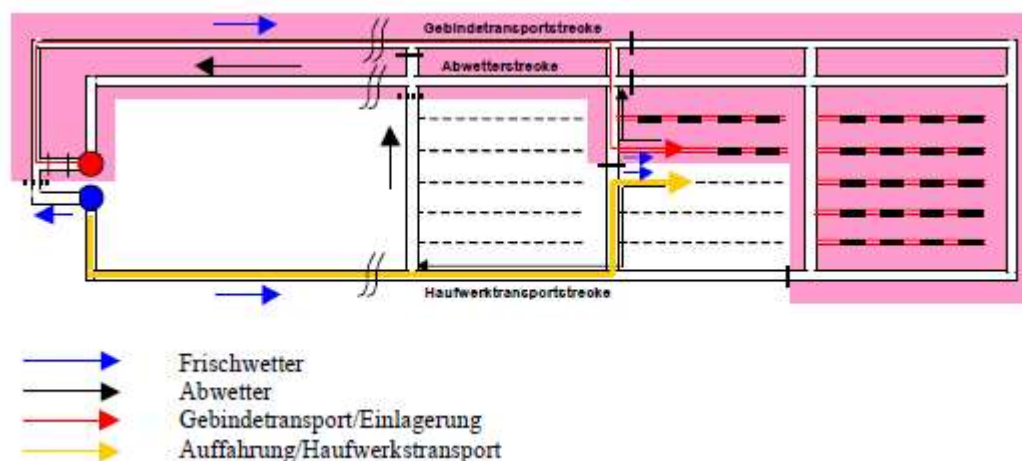 Gebindetransportstrecke
Abwetterstrecke
Haufwerktransportstrecke
Frischwetter
Abwetter
Gebindetransport/Einlagerung
Auffahrung/Haufwerkstransport